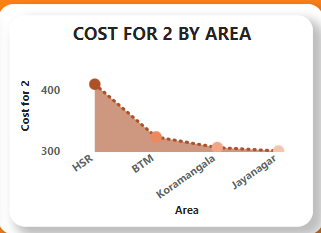 COST FOR 2 BY AREA
Cost for 2
400
300
HSR
BTM
Koramangala
Jayanagar
Area